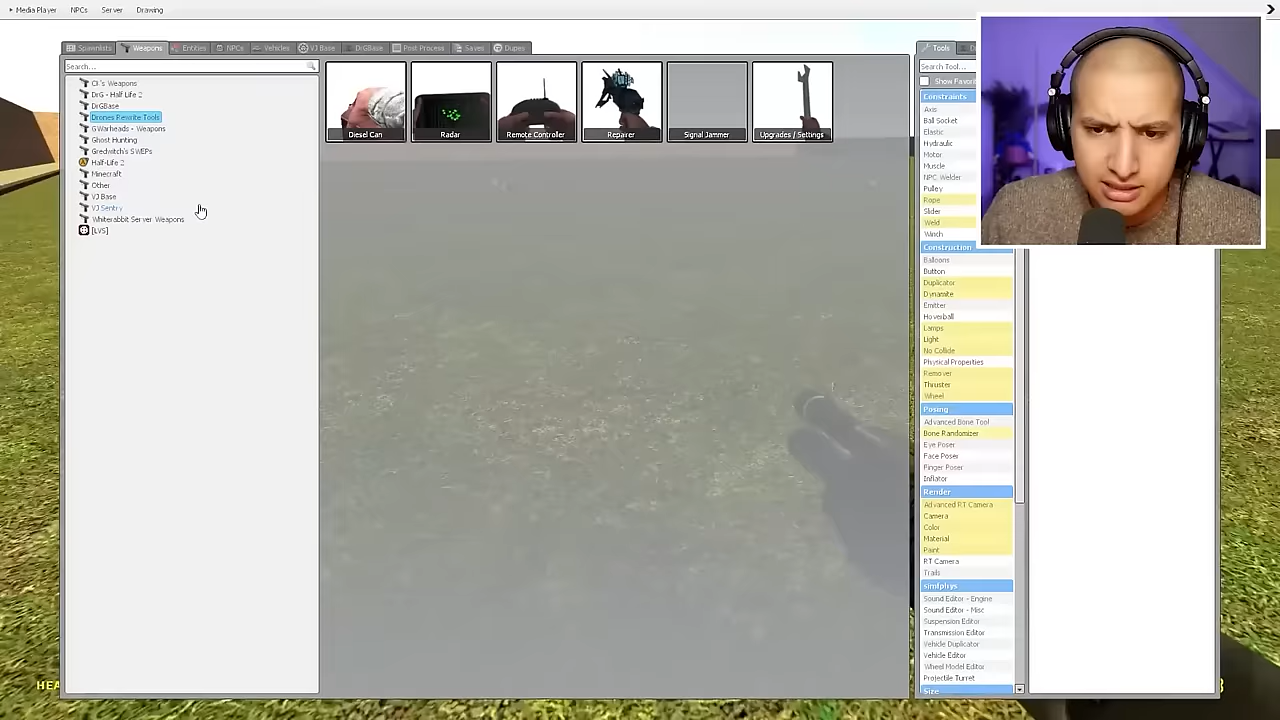 Media Player NPCs Server Drawing
Spawnlists Weapons Entities NPCs Vehicles VJ Base DrGBase Post Process Saves Dupes
Search...
CK's Weapons
DrG - Half Life 2
DrGBase
Drones Rewrite Tools
GWarheads - Weapons
Ghost Hunting
Gredwitch's SWEPs
Half-Life 2
Minecraft
Other
VJ Base
VJ Sentry
Whiterabbit Server Weapons
[LVS]
Diesel Can Radar Remote Controller Repairer Signal Jammer Upgrades / Settings
Tools
Search Tool...
Show Favori
Constraints
Axis
Ball Socket
Elastic
Hydraulic
Motor
Muscle
NPC Welder
Pulley
Rope
Slider
Weld
Winch
Construction
Balloons
Button
Duplicator
Dynamite
Emitter
Hoverball
Lamps
Light
No Collide
Physical Properties
Remover
Thruster
Wheel
Posing
Advanced Bone Tool
Bone Randomizer
Eye Poser
Face Poser
Finger Poser
Inflator
Render
Advanced RT Camera
Camera
Color
Material
Paint
RT Camera
Trails
simfphys
Sound Editor - Engine
Sound Editor - Misc
Suspension Editor
Transmission Editor
Vehicle Duplicator
Vehicle Editor
Wheel Model Editor
Projectile Turret
Size
HEA